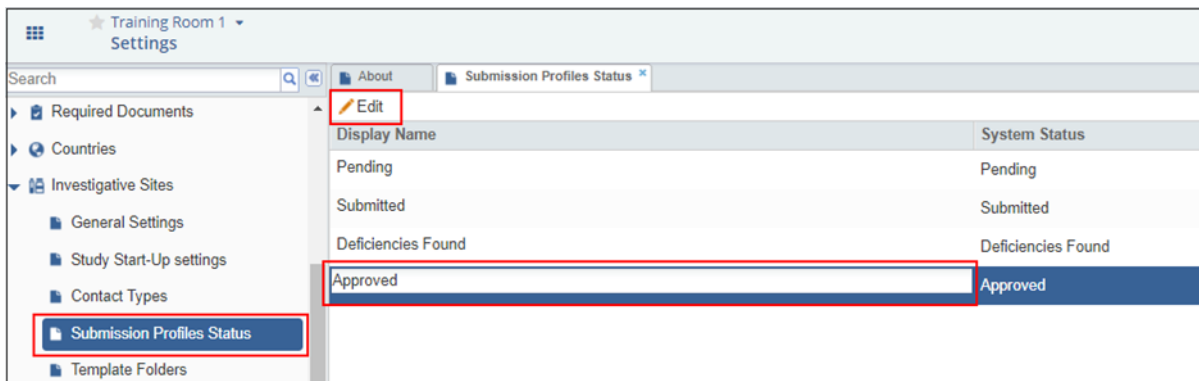 Training Room 1
Settings
Search
About
Submission Profiles Status
Required Documents
Edit
Display Name System Status
Countries
Pending Pending
Investigative Sites
Submitted Submitted
General Settings
Deficiencies Found Deficiencies Found
Study Start-Up settings
Approved Approved
Contact Types
Submission Profiles Status
Template Folders